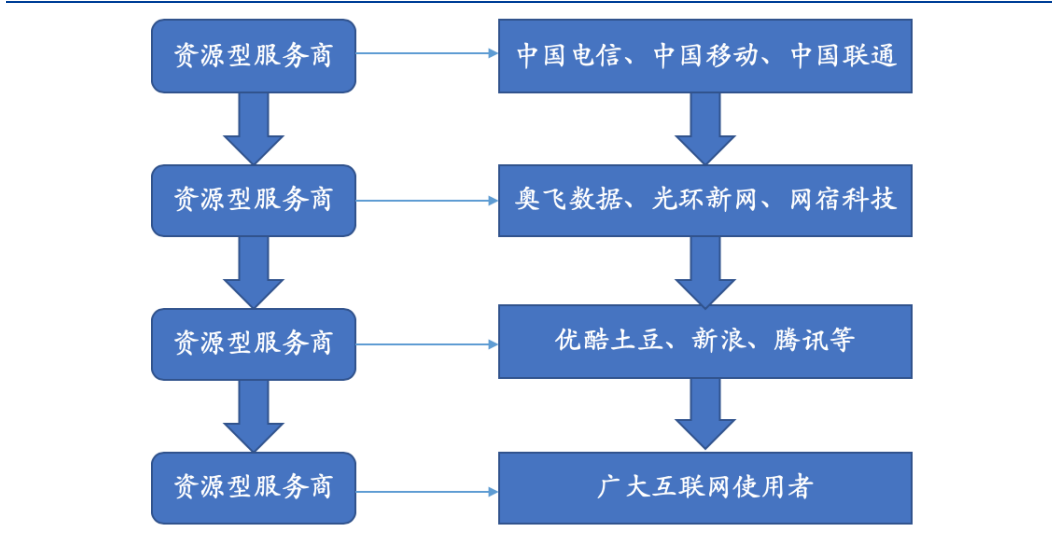 资源型服务商
中国电信、中国移动、中国联通
资源型服务商
奥飞数据、光环新网、网宿科技
资源型服务商
优酷土豆、新浪、腾讯等
资源型服务商
广大互联网使用者